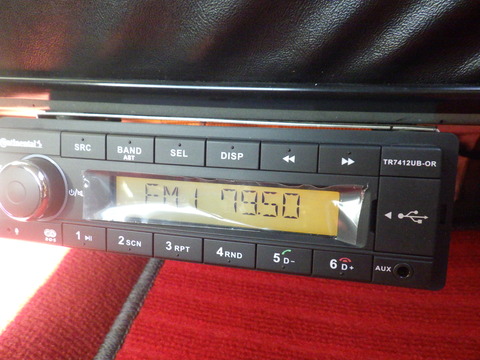 Continental
SRC BAND AST SEL DISP ◀◀ ▶▶ TR7412UB-OR
FM1 79.50
1 ▶II 2 SCN 3 RPT 4 RND 5 D- 6 D+ AUX